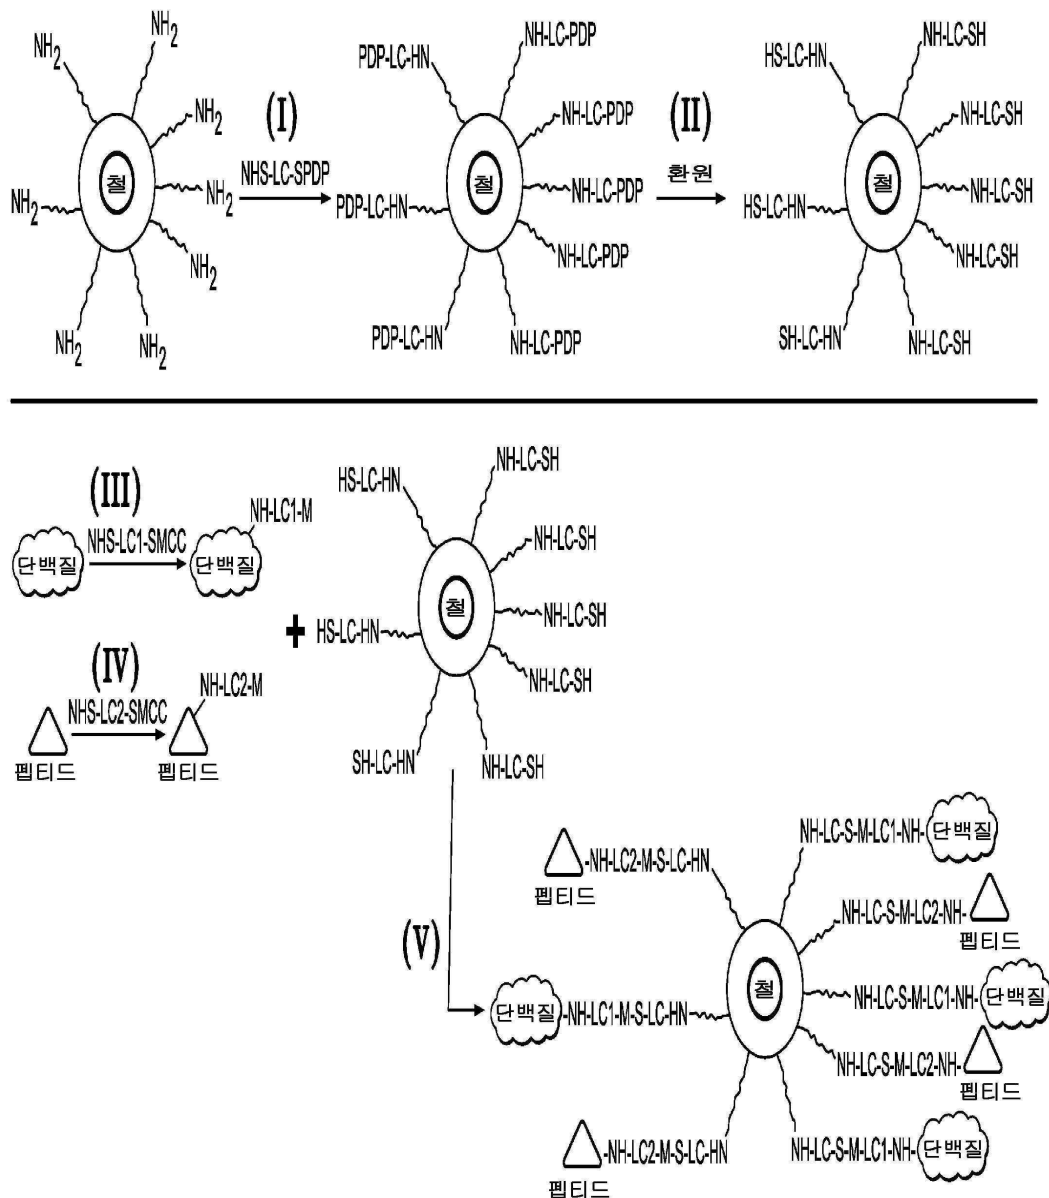 NH2
NH2
NH2
NH2
NH2
NH2
NH2
NH2
철
(I)
NHS-LC-SPDP
PDP-LC-HN
NH-LC-PDP
NH-LC-PDP
NH-LC-PDP
PDP-LC-HN
NH-LC-PDP
PDP-LC-HN
NH-LC-PDP
철
(II)
환원
HS-LC-HN
NH-LC-SH
NH-LC-SH
NH-LC-SH
HS-LC-HN
NH-LC-SH
SH-LC-HN
NH-LC-SH
철
(III)
단백질
NHS-LC1-SMCC
단백질
NH-LC1-M
(IV)
NHS-LC2-SMCC
NH-LC2-M
펩티드
펩티드
+
HS-LC-HN
NH-LC-SH
NH-LC-SH
NH-LC-SH
HS-LC-HN
NH-LC-SH
SH-LC-HN
NH-LC-SH
철
(V)
-NH-LC2-M-S-LC-HN
펩티드
NH-LC-S-M-LC1-NH-단백질
NH-LC-S-M-LC2-NH-
펩티드
철
단백질-NH-LC1-M-S-LC-HN
NH-LC-S-M-LC1-NH-단백질
NH-LC-S-M-LC2-NH-
펩티드
-NH-LC2-M-S-LC-HN
펩티드
NH-LC-S-M-LC1-NH-단백질